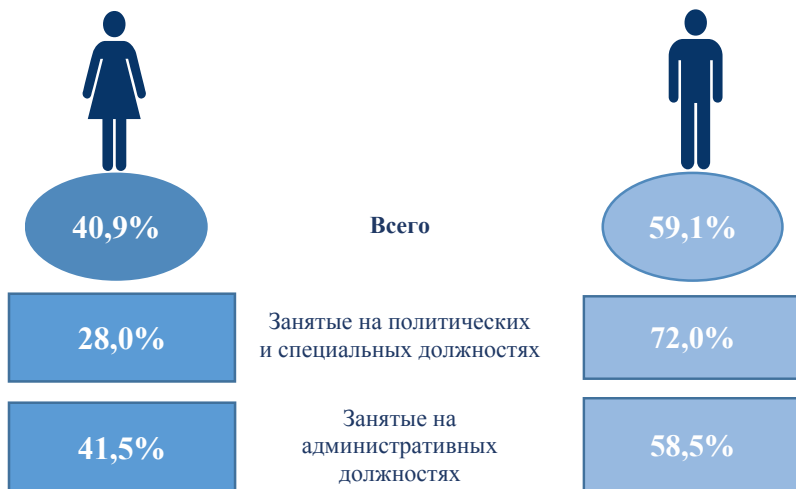 40,9%
Всего
59,1%
28,0%
Занятые на политических
и специальных должностях
72,0%
41,5%
Занятые на
административных
должностях
58,5%